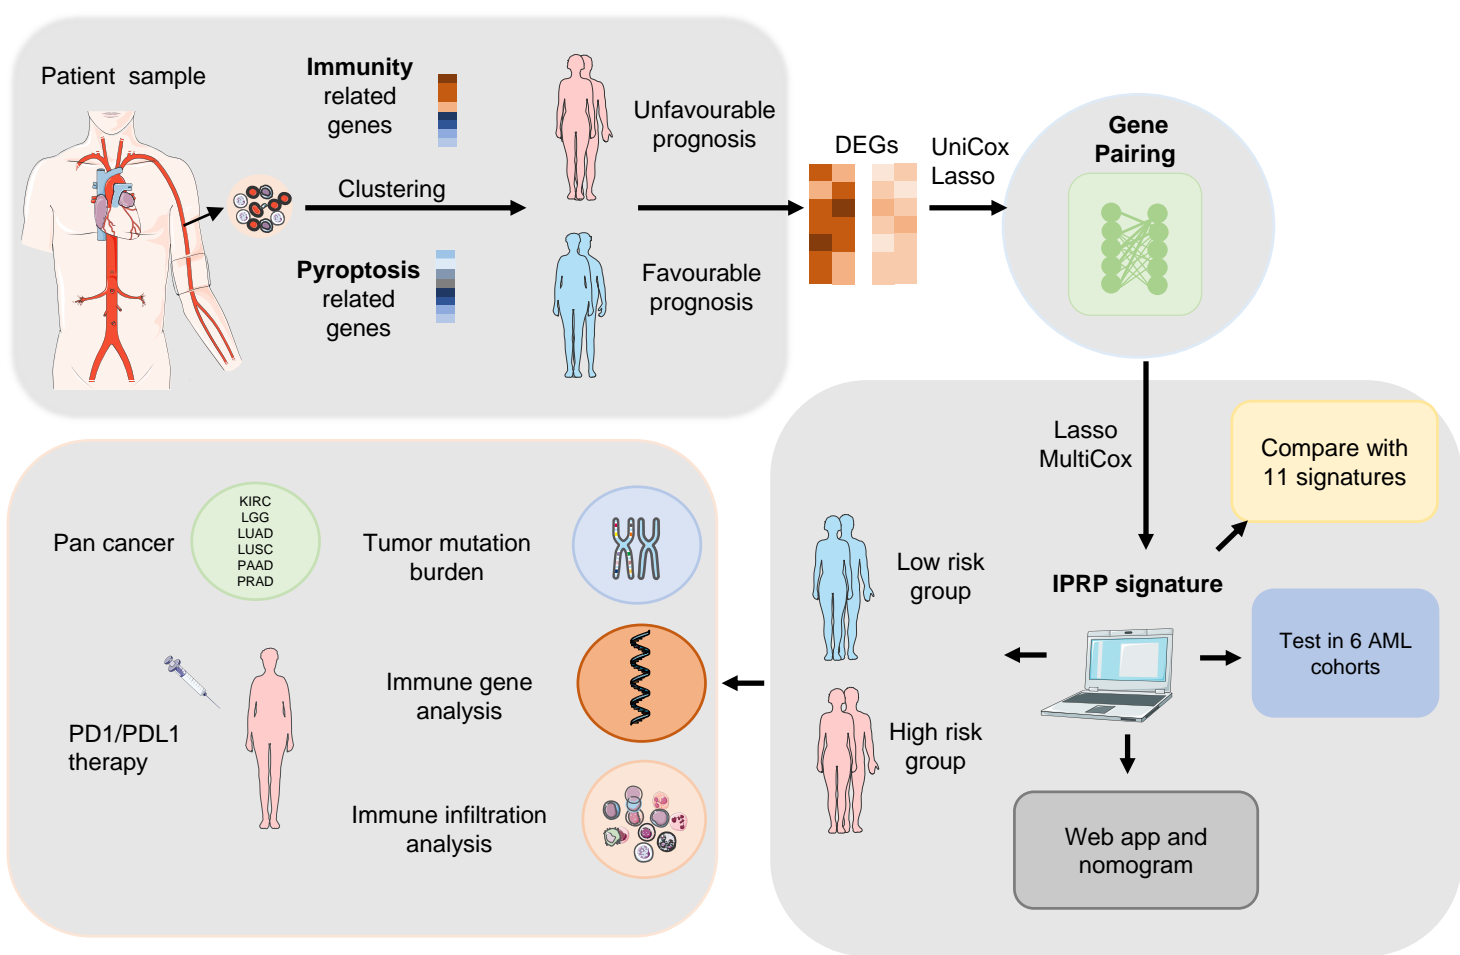 Patient sample
Immunity
related
genes
Clustering
Pyroptosis
related
genes
Unfavourable
prognosis
Favourable
prognosis
DEGs
UniCox
Lasso
Gene
Pairing
Lasso
MultiCox
Compare with
11 signatures
IPRP signature
Low risk
group
High risk
group
Test in 6 AML
cohorts
Web app and
nomogram
Pan cancer
KIRC
LGG
LUAD
LUSC
PAAD
PRAD
Tumor mutation
burden
Immune gene
analysis
PD1/PDL1
therapy
Immune infiltration
analysis